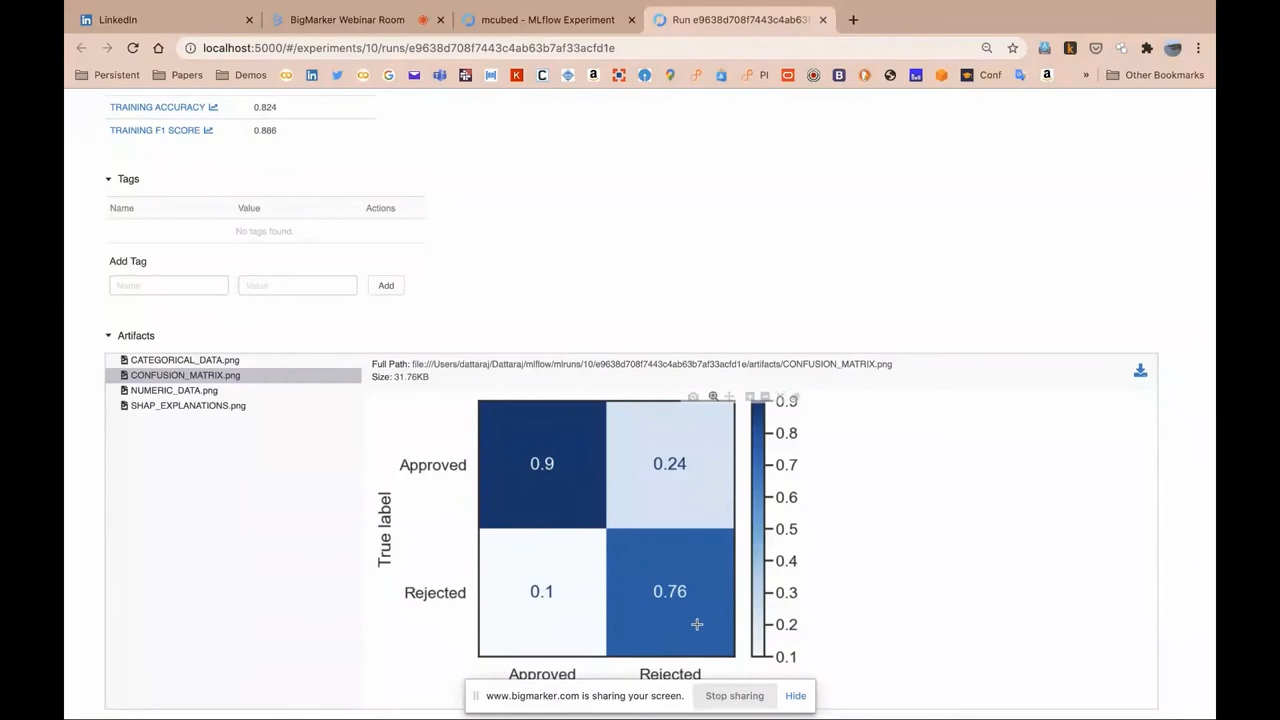 LinkedIn
BigMarker Webinar Room
mcubed - MLflow Experiment
Run e9638d708f7443c4ab63
localhost:5000/#/experiments/10/runs/e9638d708f7443c4ab63b7af33acfd1e
Persistent
Papers
Demos
PI
Conf
»
Other Bookmarks
TRAINING ACCURACY 0.824
TRAINING F1 SCORE 0.886
Tags
Name Value Actions
No tags found.
Add Tag
Name Value Add
Artifacts
CATEGORICAL_DATA.png
CONFUSION_MATRIX.png
NUMERIC_DATA.png
SHAP_EXPLANATIONS.png
Full Path: file:///Users/dattaraj/Dattaraj/mlflow/mlruns/10/e9638d708f7443c4ab63b7af33acfd1e/artifacts/CONFUSION_MATRIX.png
Size: 31.76KB
True label
Approved
Rejected
0.9 0.24
0.1 0.76
Approved Rejected
0.9
0.8
0.7
0.6
0.5
0.4
0.3
0.2
0.1
www.bigmarker.com is sharing your screen. Stop sharing Hide